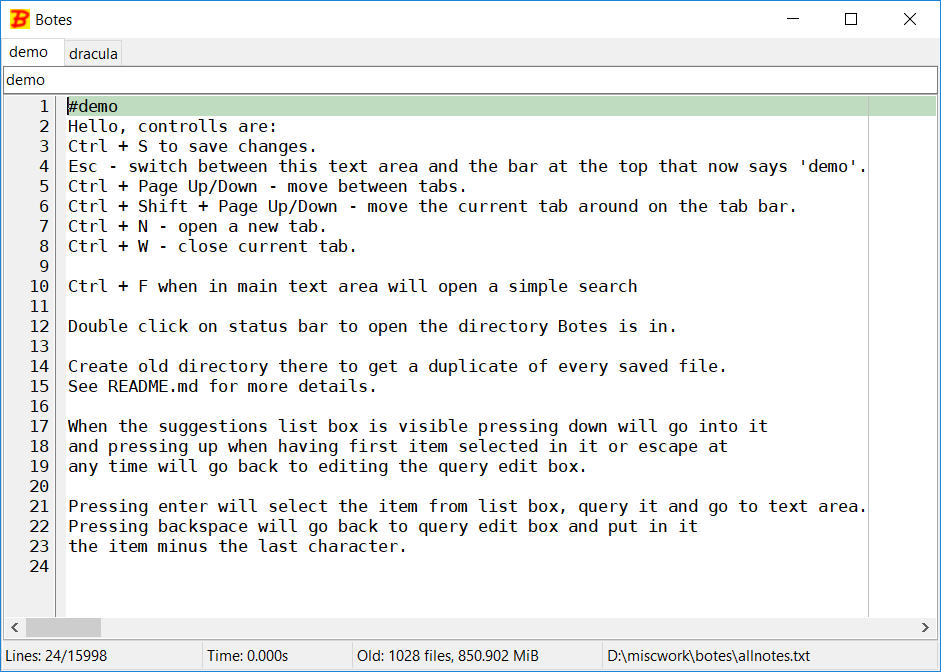 B Botes
demo dracula
demo
1 #demo
2 Hello, controlls are:
3 Ctrl + S to save changes.
4 Esc - switch between this text area and the bar at the top that now says 'demo'.
5 Ctrl + Page Up/Down - move between tabs.
6 Ctrl + Shift + Page Up/Down - move the current tab around on the tab bar.
7 Ctrl + N - open a new tab.
8 Ctrl + W - close current tab.
9
10 Ctrl + F when in main text area will open a simple search
11
12 Double click on status bar to open the directory Botes is in.
13
14 Create old directory there to get a duplicate of every saved file.
15 See README.md for more details.
16
17 When the suggestions list box is visible pressing down will go into it
18 and pressing up when having first item selected in it or escape at
19 any time will go back to editing the query edit box.
20
21 Pressing enter will select the item from list box, query it and go to text area.
22 Pressing backspace will go back to query edit box and put in it
23 the item minus the last character.
24
Lines: 24/15998 Time: 0.000s Old: 1028 files, 850.902 MiB D:\miscwork\botes\allnotes.txt